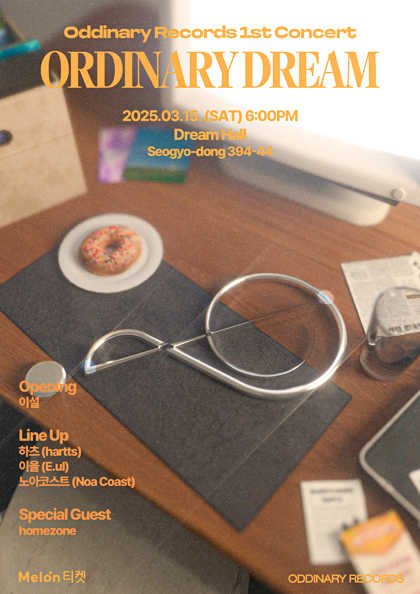 Oddinary Records 1st Concert
ORDINARY DREAM
2025.03.15. (SAT) 6:00PM
Dream Hall
Seogyo-dong 394-44
Opening
이설
Line Up
하츠 (hartts)
이울 (E.ul)
노아코스트 (Noa Coast)
Special Guest
homezone
Melon 티켓
ODDINARY RECORDS